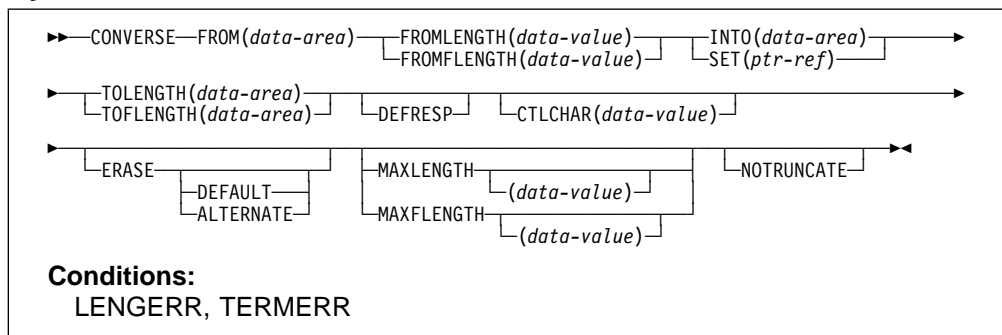 CONVERSE FROM(data-area) FROMLENGTH(data-value) INTO(data-area)
FROMFLENGTH(data-value) SET(ptr-ref)
TOLENGTH(data-area)
TOFLENGTH(data-area) DEFRESP CTLCHAR(data-value)
ERASE MAXLENGTH NOTRUNCATE
DEFAULT (data-value)
ALTERNATE MAXFLENGTH
(data-value)
Conditions:
LENGERR, TERMERR